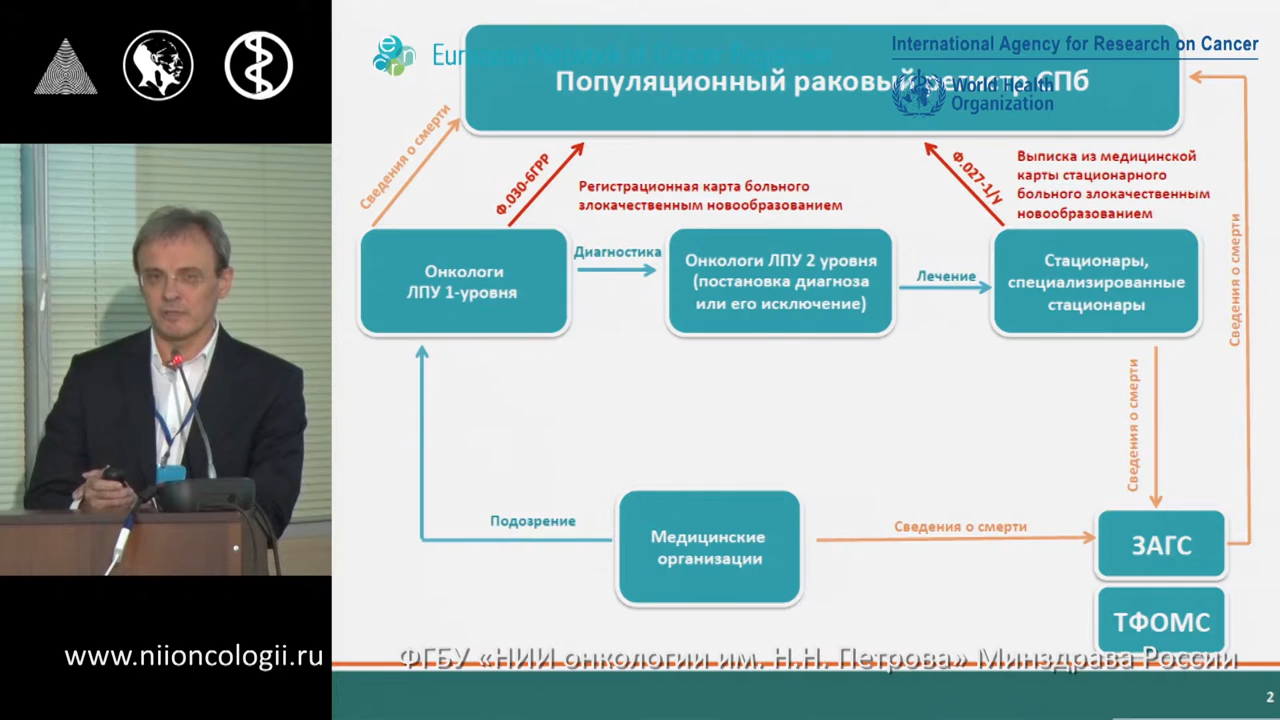 European Network of Cancer Registries
International Agency for Research on Cancer
Популяционный раковый регистр СПб
World Health
Organization
Сведения о смерти
Ф.030-6ГРР
Регистрационная карта больного
злокачественным новообразованием
Ф.027-1/У
Выписка из медицинской
карты стационарного
больного злокачественным
новообразованием
Сведения о смерти
Онкологи
ЛПУ 1-уровня
Диагностика
Онкологи ЛПУ 2 уровня
(постановка диагноза
или его исключение)
Лечение
Стационары,
специализированные
стационары
Сведения о смерти
Подозрение
Медицинские
организации
Сведения о смерти
ЗАГС
ТФОМС
www.niioncologii.ru
ФГБУ «НИИ онкологии им. Н.Н. Петрова» Минздрава России
2